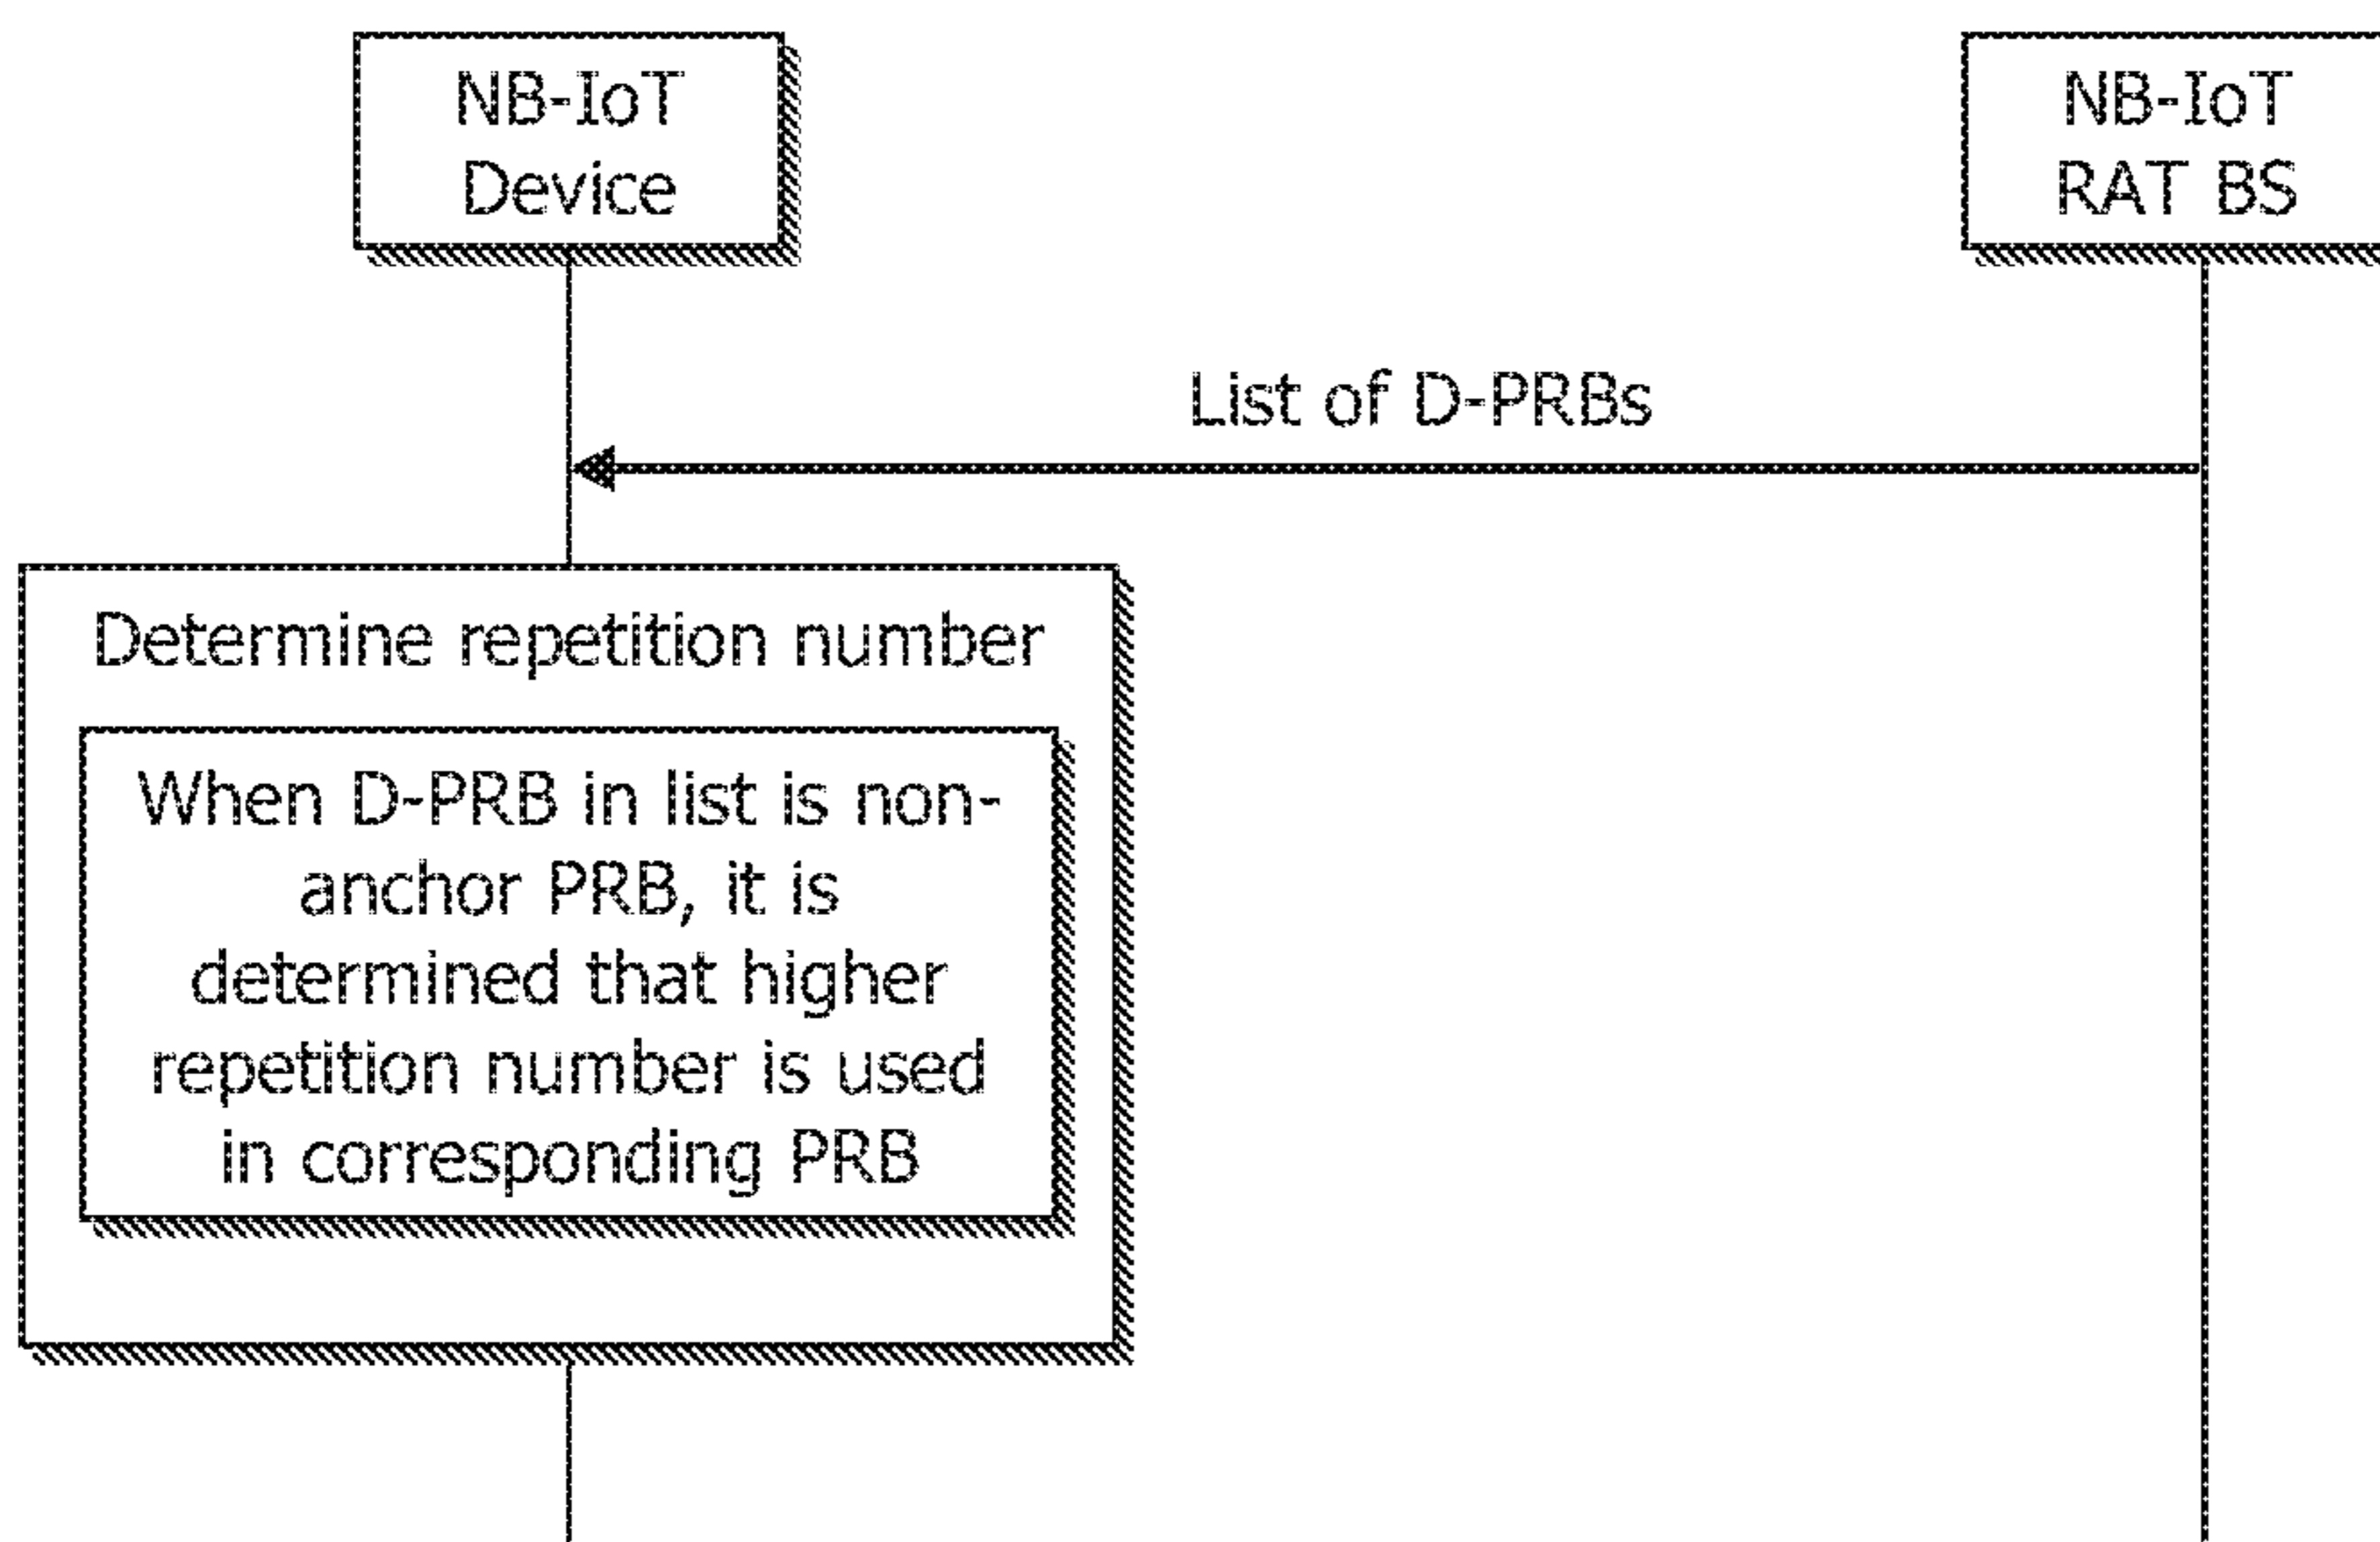 NB-IoT
Device
NB-IoT
RAT BS
List of D-PRBs
Determine repetition number
When D-PRB in list is non-
anchor PRB, it is
determined that higher
repetition number is used
in corresponding PRB